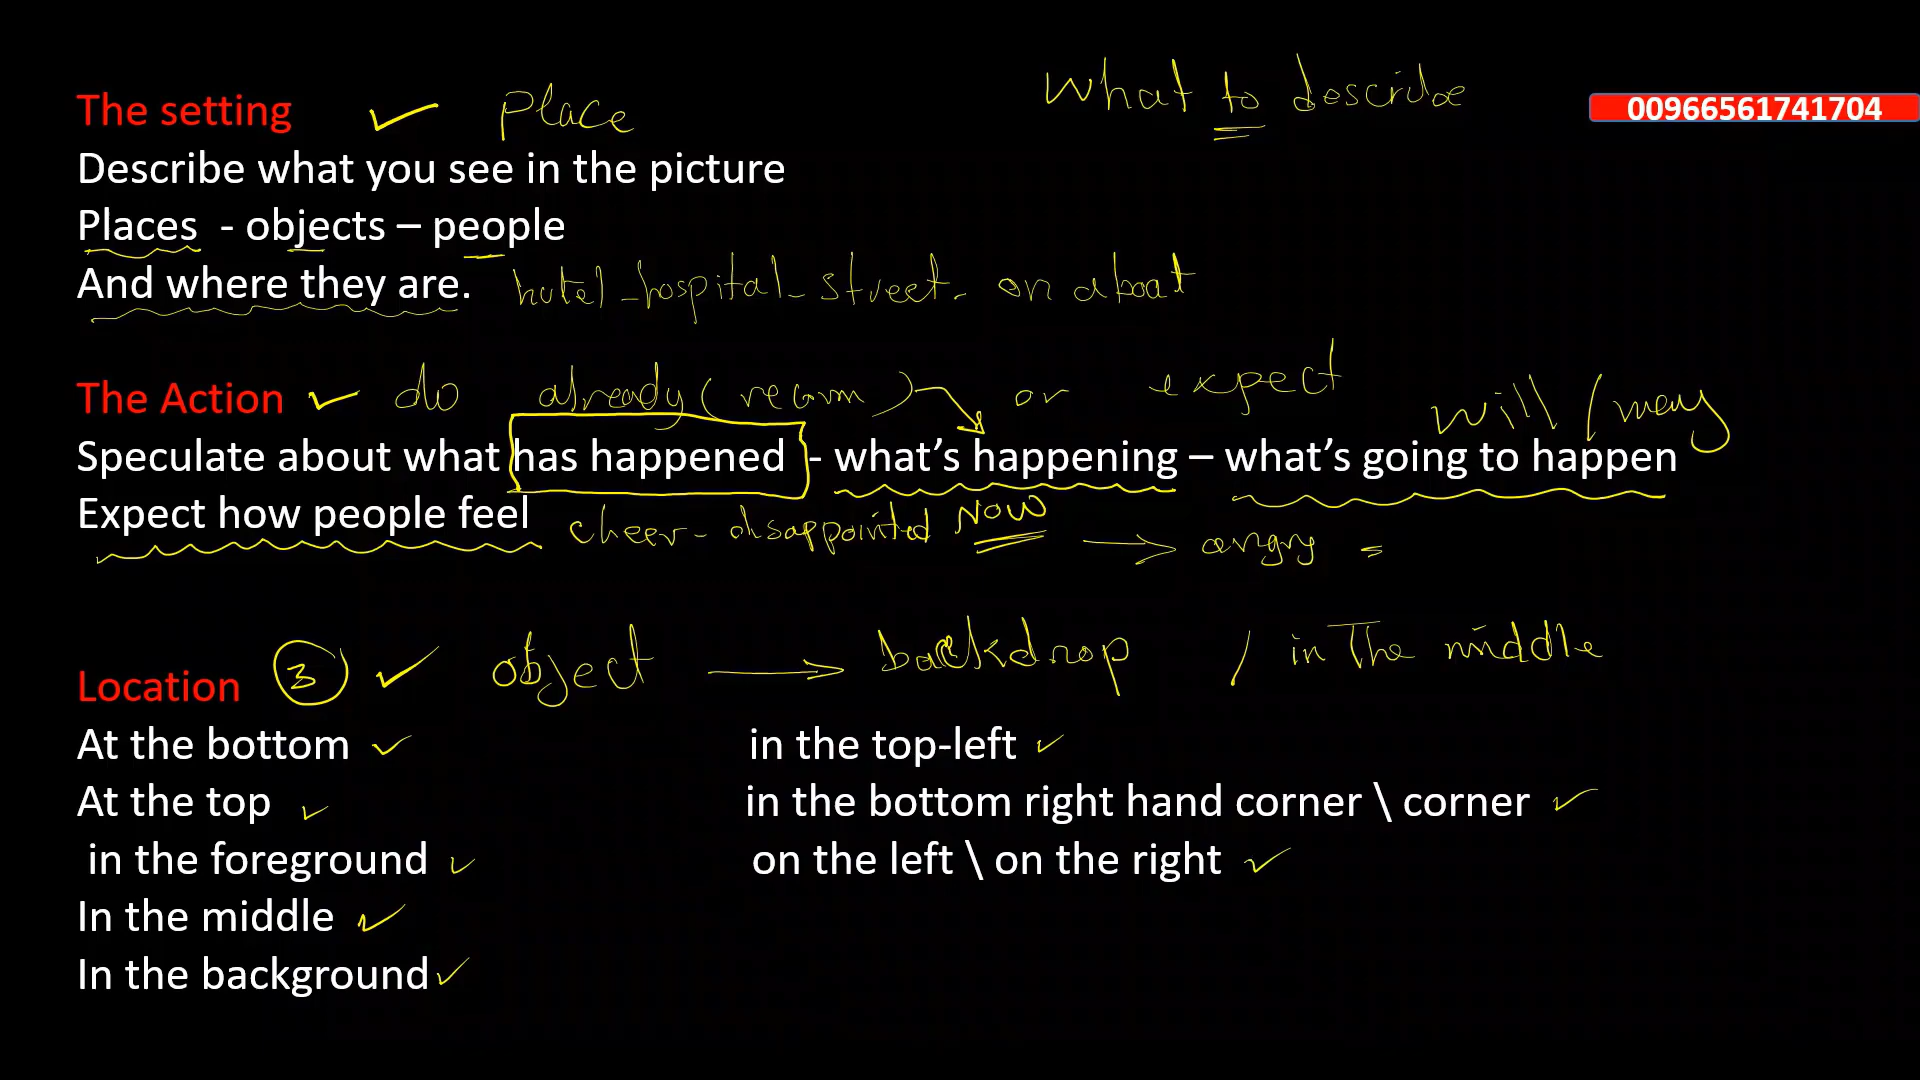 What to describe
00966561741704
The setting place
Describe what you see in the picture
Places - objects – people
And where they are. hotel - hospital - street - on a boat
The Action do already ( ) or expect
will / may
Speculate about what has happened - what's happening – what's going to happen
Expect how people feel cheer - disappointed Now → angry =
Location 3 object → backdrop / in The middle
At the bottom in the top-left
At the top in the bottom right hand corner \ corner
in the foreground on the left \ on the right
In the middle
In the background